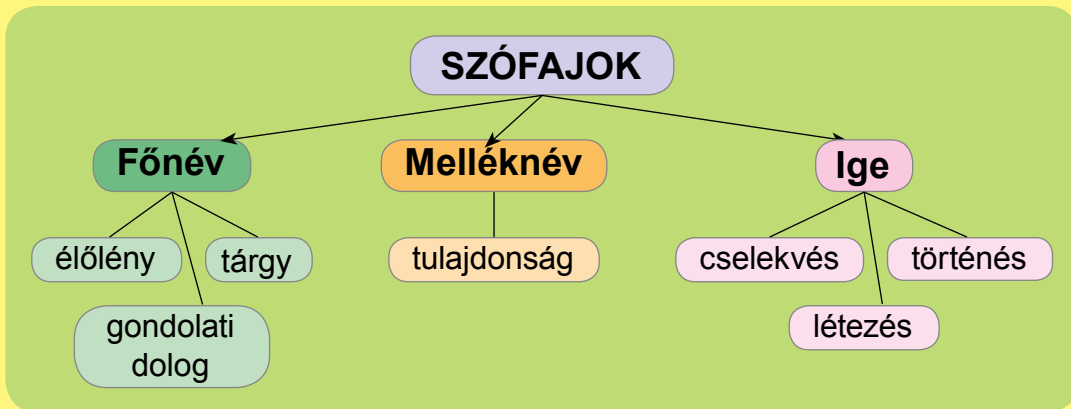 SZÓFAJOK
Főnév
Melléknév
Ige
élőlény
tárgy
tulajdonság
cselekvés
történés
gondolati
dolog
létezés